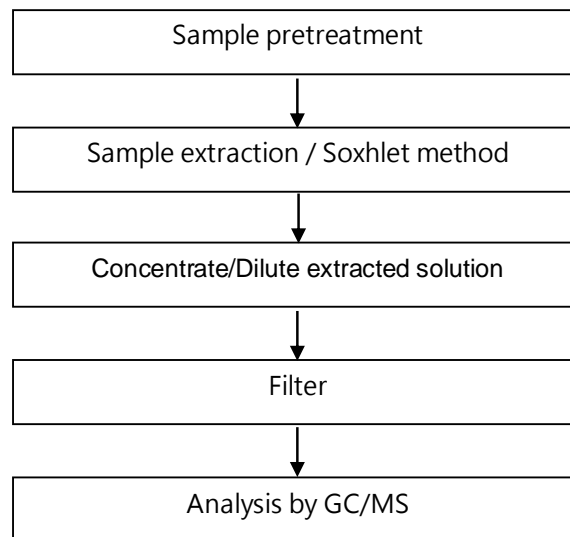 Sample pretreatment
Sample extraction / Soxhlet method
Concentrate/Dilute extracted solution
Filter
Analysis by GC/MS